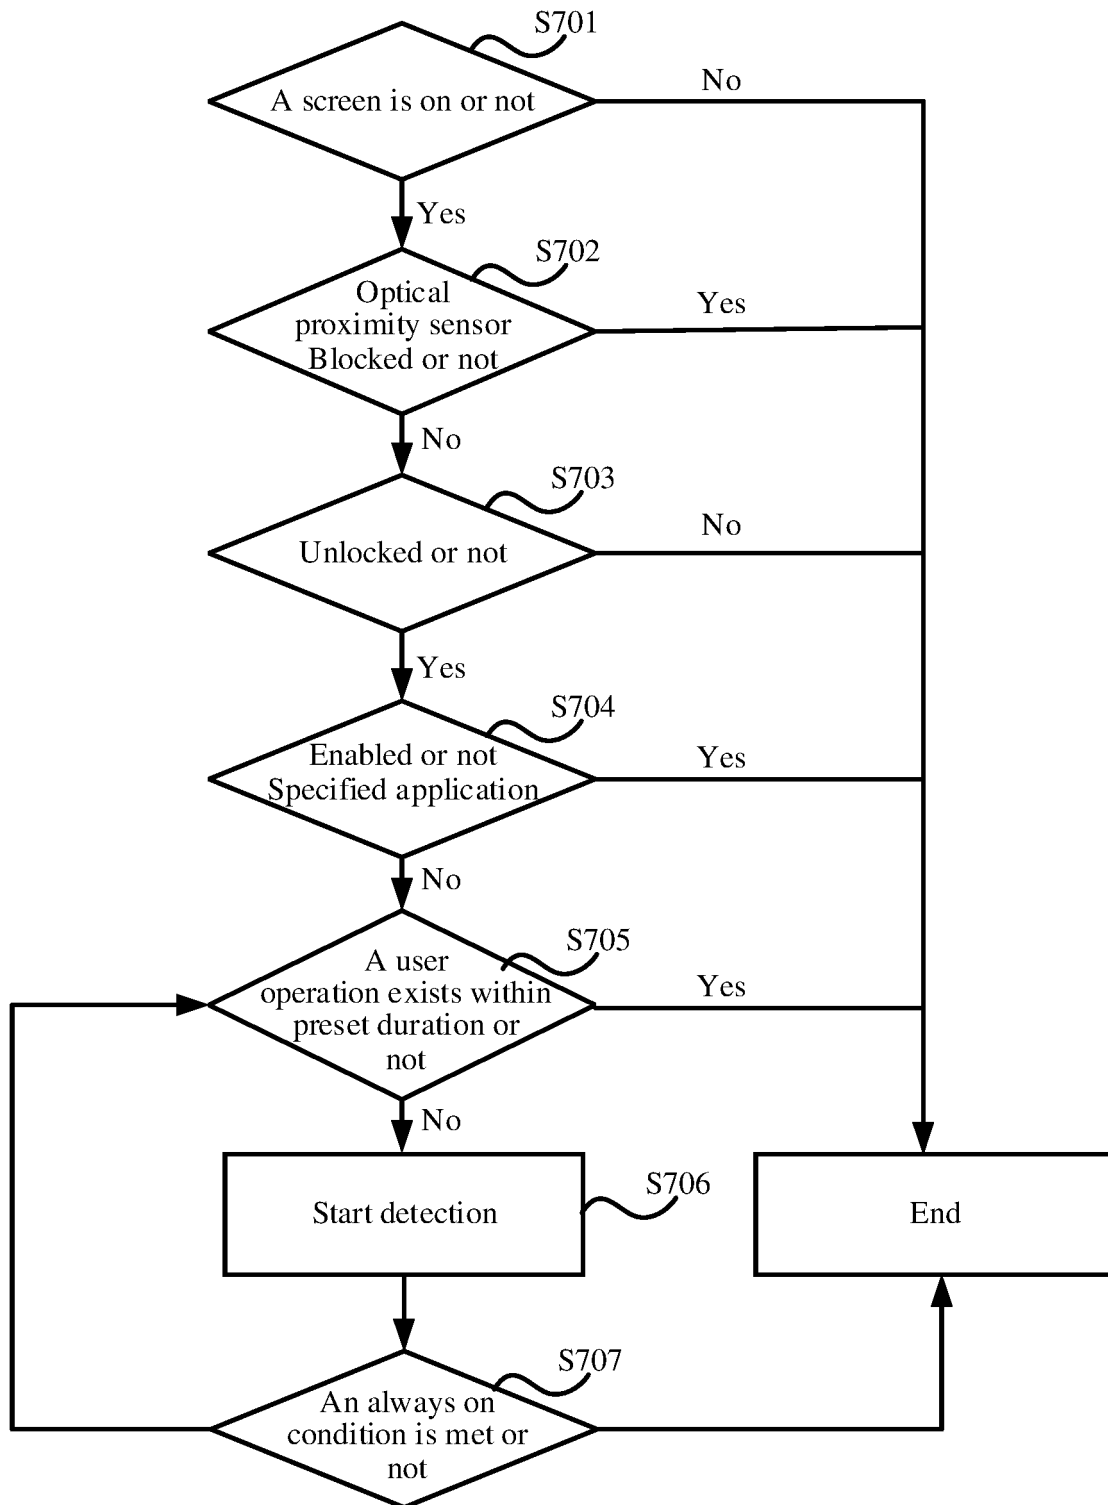 S701
A screen is on or not
No
Yes
S702
Optical
proximity sensor
Blocked or not
Yes
No
S703
Unlocked or not
No
Yes
S704
Enabled or not
Specified application
Yes
No
S705
A user
operation exists within
preset duration or
not
Yes
No
S706
Start detection
End
S707
An always on
condition is met or
not